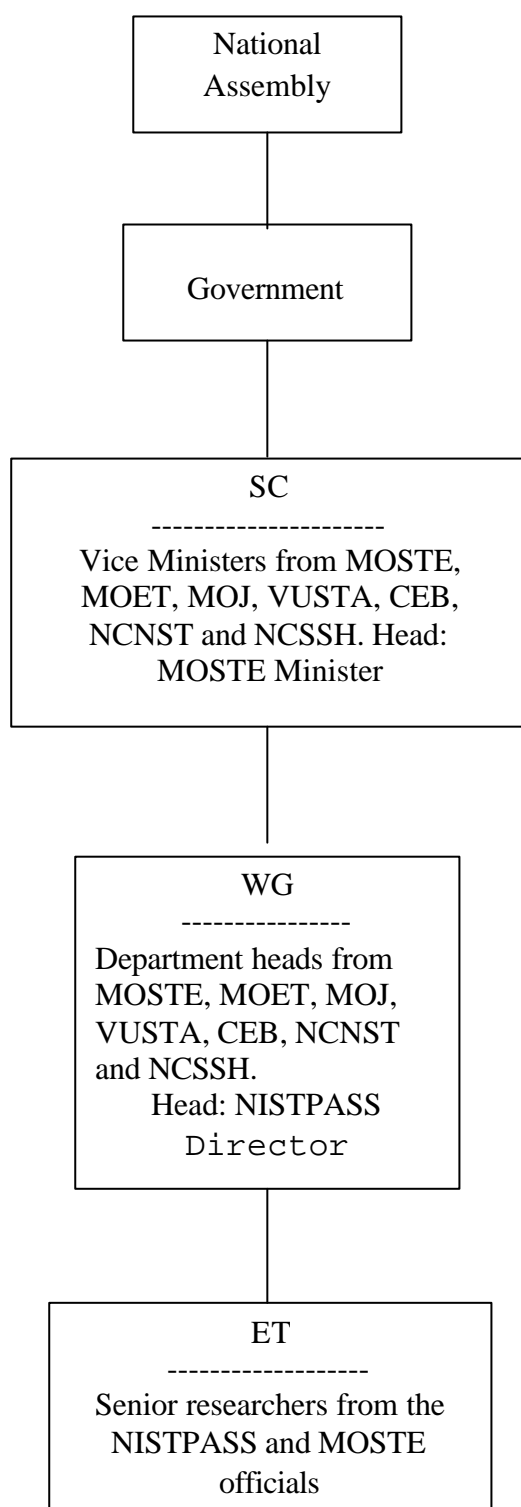 National
Assembly
Government
SC
----------------------
Vice Ministers from MOSTE,
MOET, MOJ, VUSTA, CEB,
NCNST and NCSSH. Head:
MOSTE Minister
WG
----------------
Department heads from
MOSTE, MOET, MOJ,
VUSTA, CEB, NCNST
and NCSSH.
Head: NISTPASS
Director
ET
-------------------
Senior researchers from the
NISTPASS and MOSTE
officials